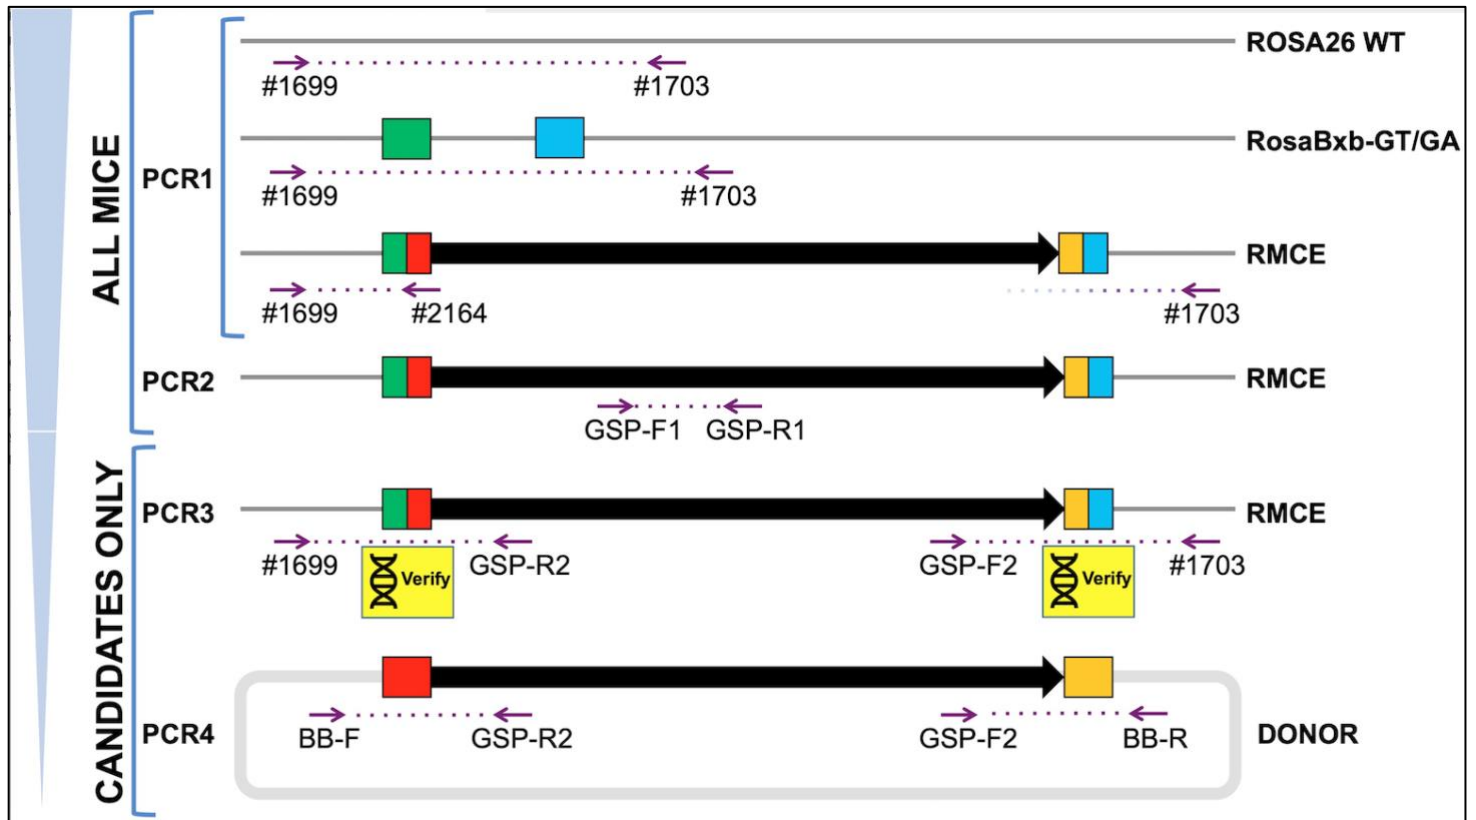 ALL MICE
PCR1
ROSA26 WT
#1699
#1703
RosaBxb-GT/GA
#1699
#1703
RMCE
#1699
#2164
#1703
PCR2
RMCE
GSP-F1
GSP-R1
CANDIDATES ONLY
PCR3
RMCE
#1699
GSP-R2
GSP-F2
#1703
Verify
Verify
PCR4
BB-F
GSP-R2
GSP-F2
BB-R
DONOR